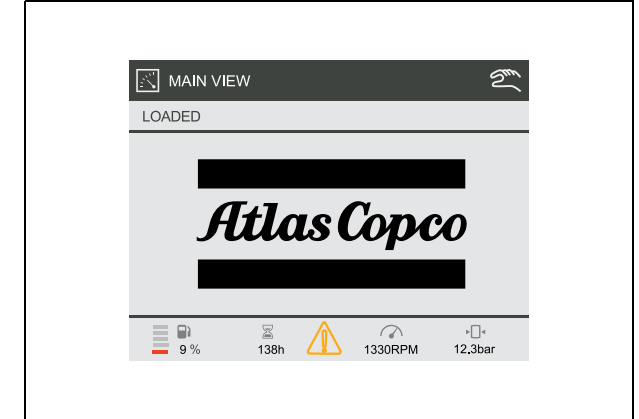 MAIN VIEW
LOADED
Atlas Copco
9 %
138h
1330RPM
12.3bar